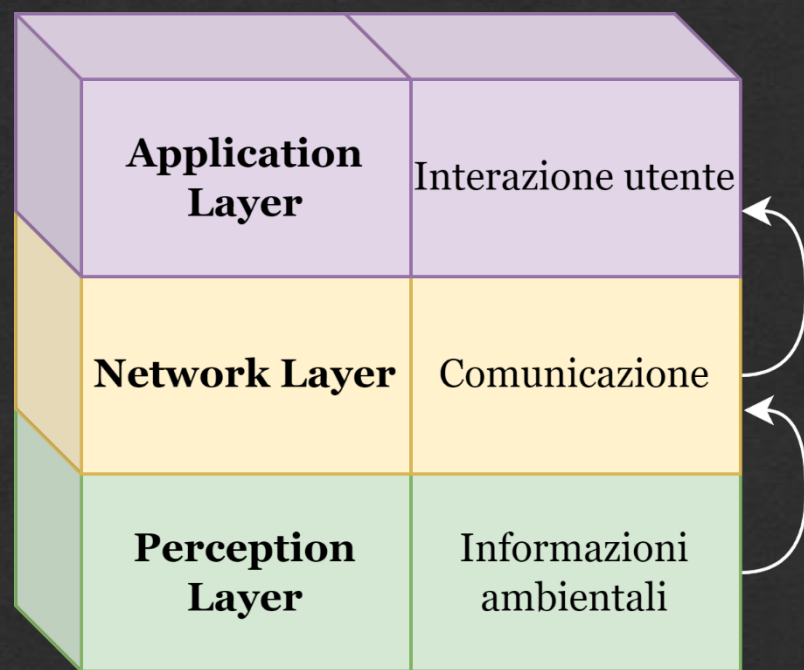 Application
Layer
Interazione utente
Network Layer
Comunicazione
Perception
Layer
Informazioni
ambientali